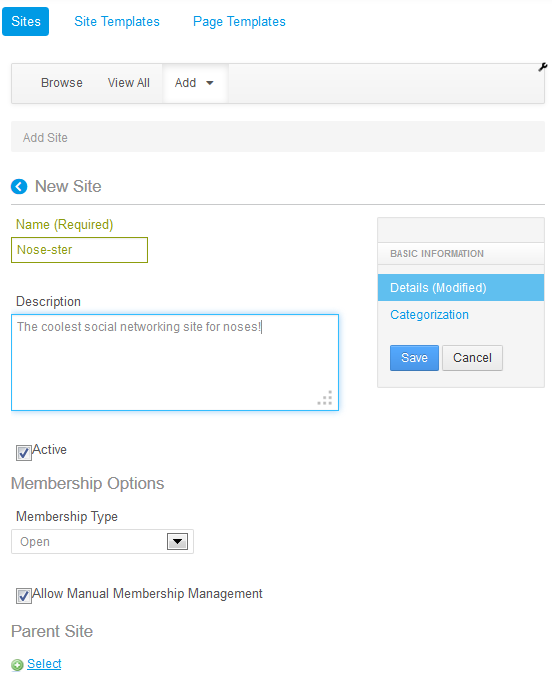 Sites Site Templates Page Templates
Browse View All Add
Add Site
New Site
Name (Required)
Nose-ster
Description
The coolest social networking site for noses!
Active
Membership Options
Membership Type
Open
Allow Manual Membership Management
Parent Site
Select
BASIC INFORMATION
Details (Modified)
Categorization
Save Cancel